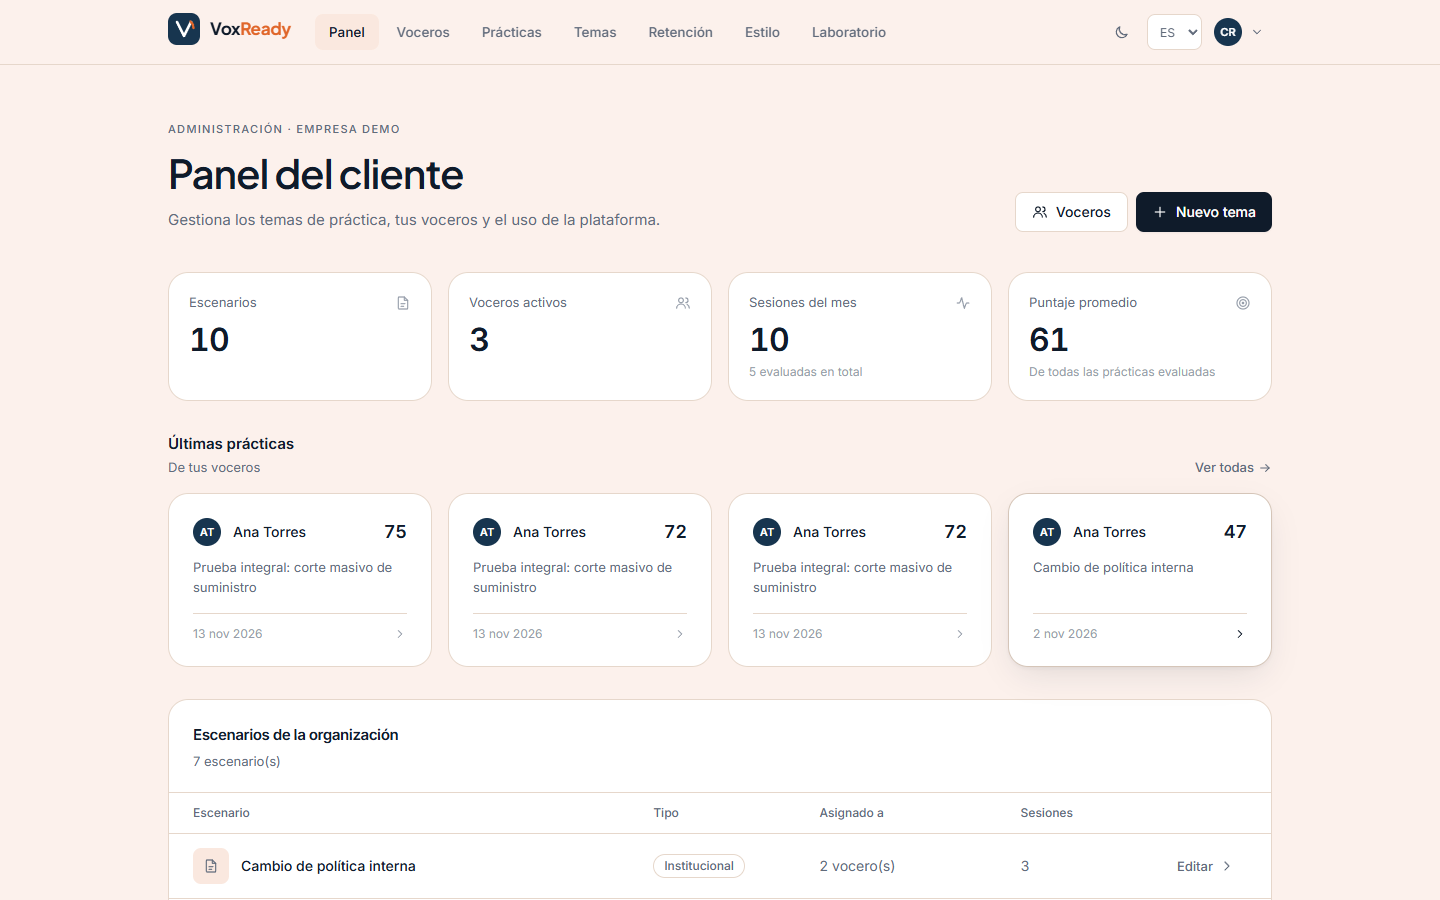 VoxReady
Panel
Voceros
Prácticas
Temas
Retención
Estilo
Laboratorio
ES
CR
ADMINISTRACIÓN · EMPRESA DEMO
Panel del cliente
Gestiona los temas de práctica, tus voceros y el uso de la plataforma.
Voceros
Nuevo tema
Escenarios
10
Voceros activos
3
Sesiones del mes
10
5 evaluadas en total
Puntaje promedio
61
De todas las prácticas evaluadas
Últimas prácticas
De tus voceros
Ver todas →
AT Ana Torres 75
Prueba integral: corte masivo de
suministro
13 nov 2026
AT Ana Torres 72
Prueba integral: corte masivo de
suministro
13 nov 2026
AT Ana Torres 72
Prueba integral: corte masivo de
suministro
13 nov 2026
AT Ana Torres 47
Cambio de política interna
2 nov 2026
Escenarios de la organización
7 escenario(s)
Escenario Tipo Asignado a Sesiones
Cambio de política interna Institucional 2 vocero(s) 3 Editar